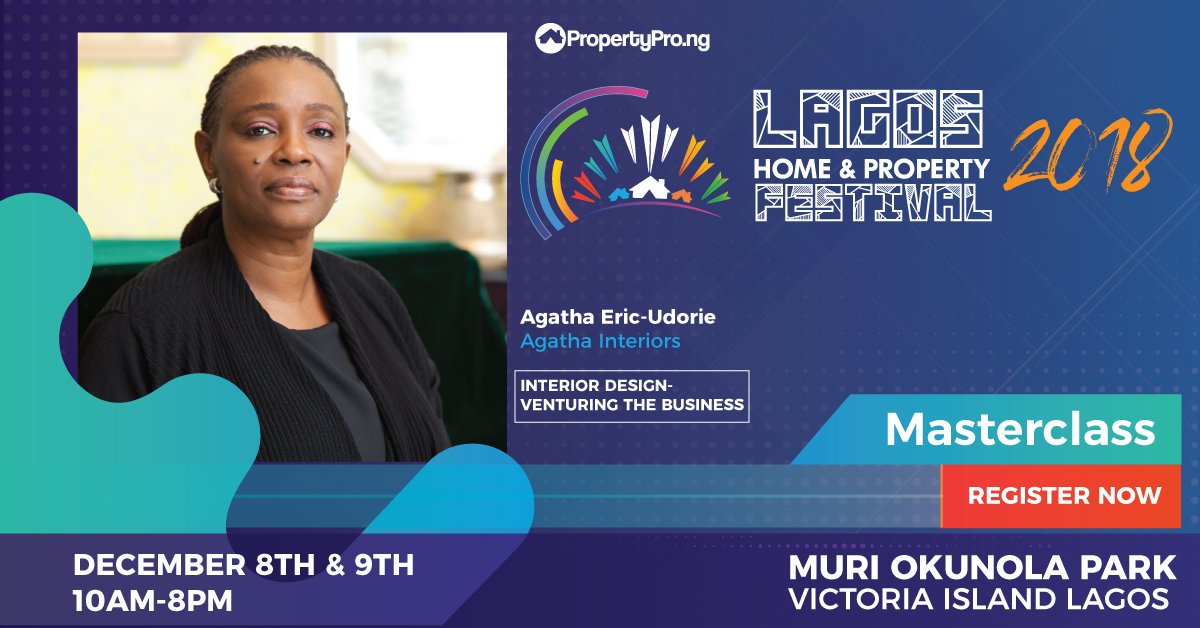 PropertyPro.ng
LAGOS
HOME & PROPERTY
FESTIVAL
2018
Agatha Eric-Udorie
Agatha Interiors
INTERIOR DESIGN-
VENTURING THE BUSINESS
Masterclass
REGISTER NOW
DECEMBER 8TH & 9TH
10AM-8PM
MURI OKUNOLA PARK
VICTORIA ISLAND LAGOS